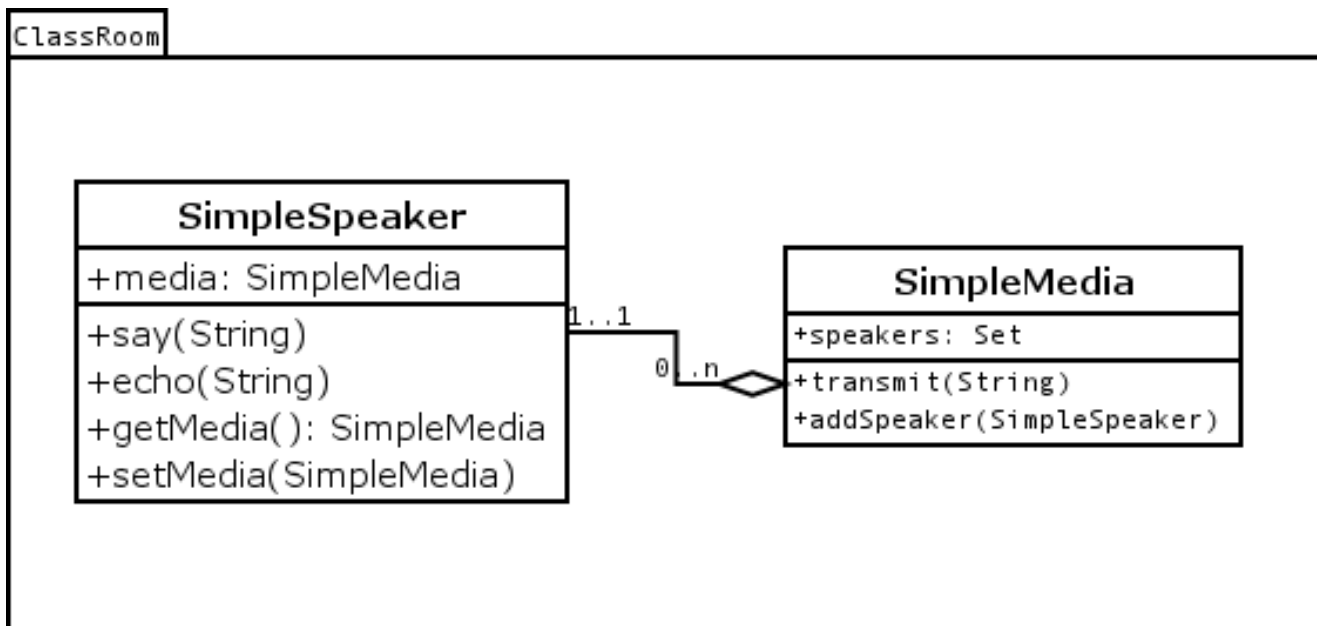 ClassRoom
SimpleSpeaker
+media: SimpleMedia
+say(String)
+echo(String)
+getMedia(): SimpleMedia
+setMedia(SimpleMedia)
1..1
0..n
SimpleMedia
+speakers: Set
+transmit(String)
+addSpeaker(SimpleSpeaker)